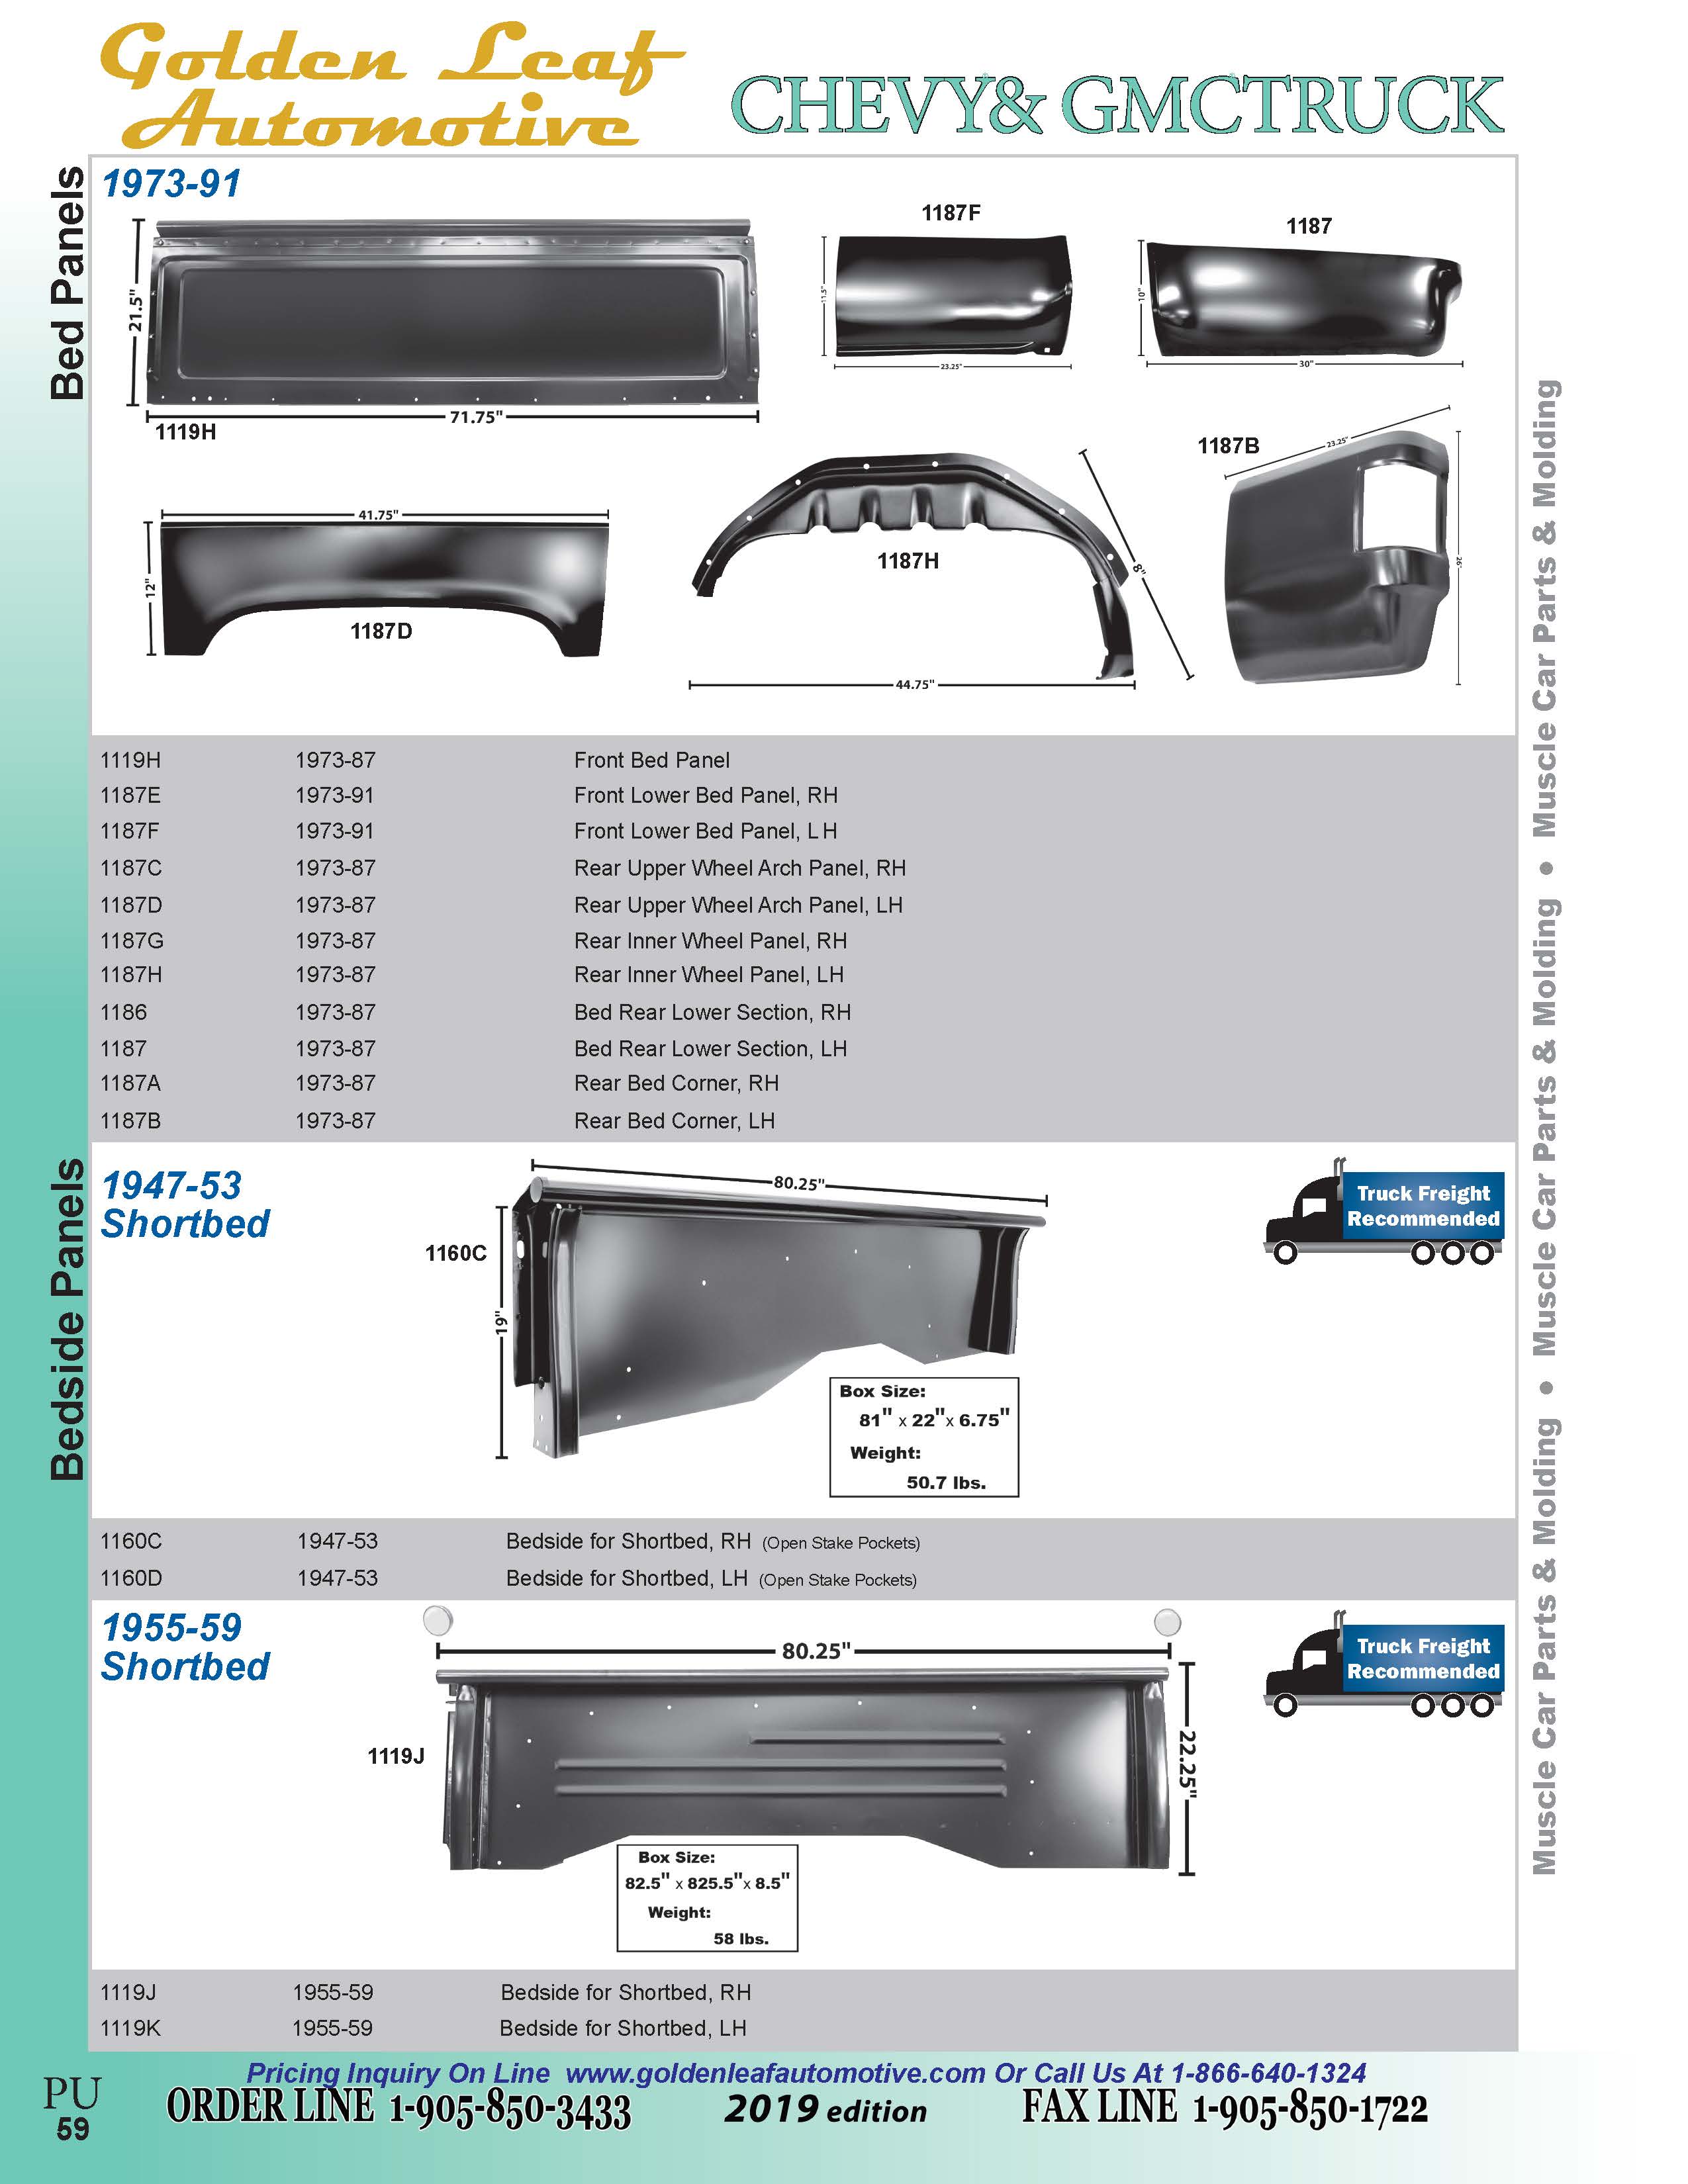 Golden Leaf
Automotive
CHEVY& GMCTRUCK
Bed Panels
1973-91
21.5"
71.75"
1119H
1187F
11.5"
23.25"
1187
10"
30"
41.75"
12"
1187D
1187H
8"
44.75"
1187B
23.25"
26"
1119H 1973-87 Front Bed Panel
1187E 1973-91 Front Lower Bed Panel, RH
1187F 1973-91 Front Lower Bed Panel, LH
1187C 1973-87 Rear Upper Wheel Arch Panel, RH
1187D 1973-87 Rear Upper Wheel Arch Panel, LH
1187G 1973-87 Rear Inner Wheel Panel, RH
1187H 1973-87 Rear Inner Wheel Panel, LH
1186 1973-87 Bed Rear Lower Section, RH
1187 1973-87 Bed Rear Lower Section, LH
1187A 1973-87 Rear Bed Corner, RH
1187B 1973-87 Rear Bed Corner, LH
Bedside Panels
1947-53
Shortbed
1160C
80.25"
19"
Box Size:
81" x 22"x 6.75"
Weight:
50.7 lbs.
Truck Freight
Recommended
1160C 1947-53 Bedside for Shortbed, RH (Open Stake Pockets)
1160D 1947-53 Bedside for Shortbed, LH (Open Stake Pockets)
1955-59
Shortbed
80.25"
1119J
22.25"
Box Size:
82.5" x 825.5"x 8.5"
Weight:
58 lbs.
Truck Freight
Recommended
1119J 1955-59 Bedside for Shortbed, RH
1119K 1955-59 Bedside for Shortbed, LH
Muscle Car Parts & Molding • Muscle Car Parts & Molding • Muscle Car Parts & Molding
Pricing Inquiry On Line www.goldenleafautomotive.com Or Call Us At 1-866-640-1324
PU
59
ORDER LINE 1-905-850-3433
2019 edition
FAX LINE 1-905-850-1722